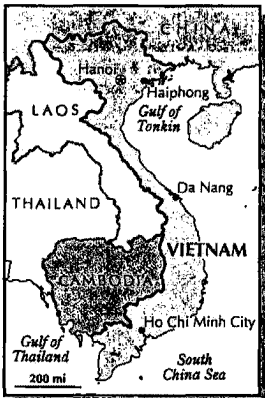 CHINA
Hanoi
Haiphong
LAOS
Gulf of
Tonkin
Da Nang
THAILAND
VIETNAM
CAMBODIA
Ho Chi Minh City
Gulf of
Thailand
South
China Sea
200 mi